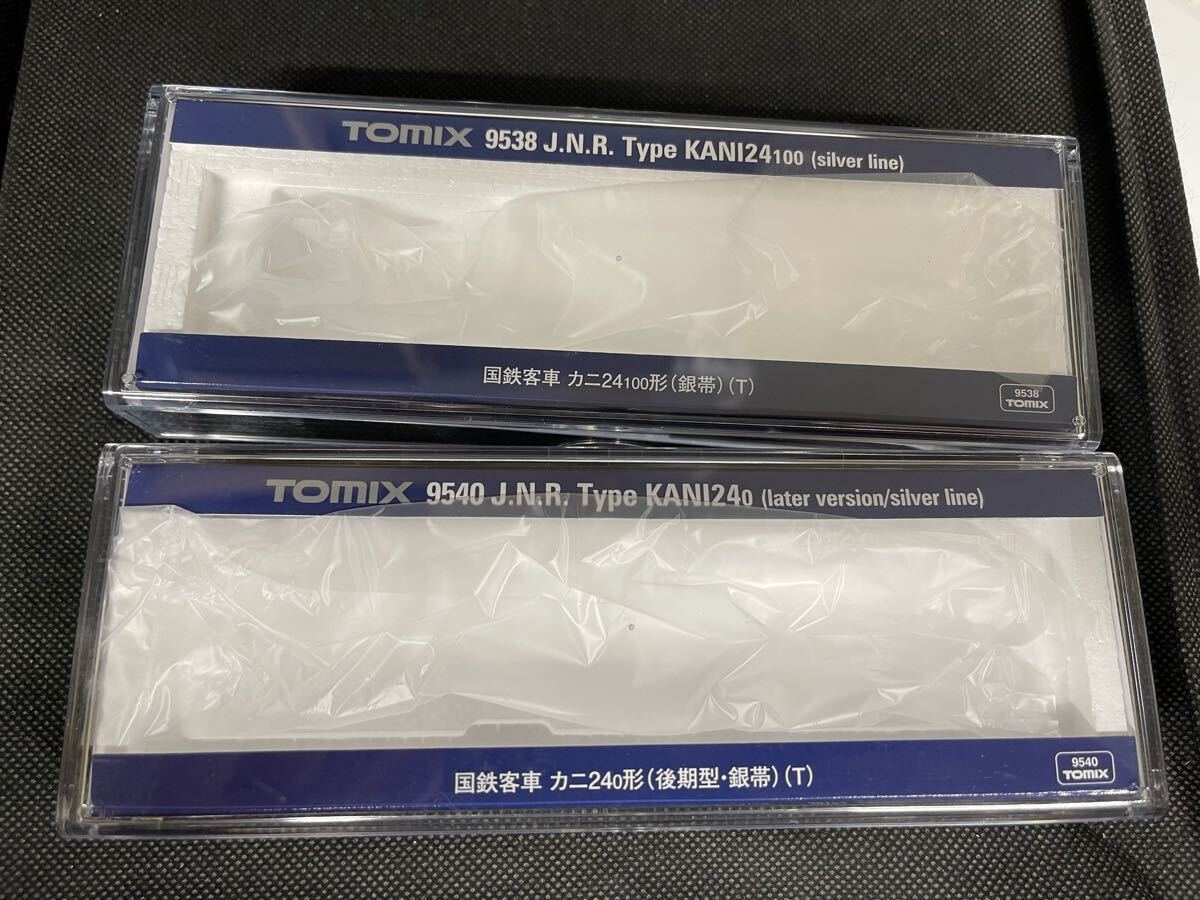 TOMIX 9538 J.N.R. Type KANI24100 (silver line)
国鉄客車 カニ24100形(銀帯)(T)
9538
TOMIX
TOMIX 9540 J.N.R. Type KANI240 (later version/silver line)
国鉄客車 カニ240形(後期型・銀帯)(T)
9540
TOMIX